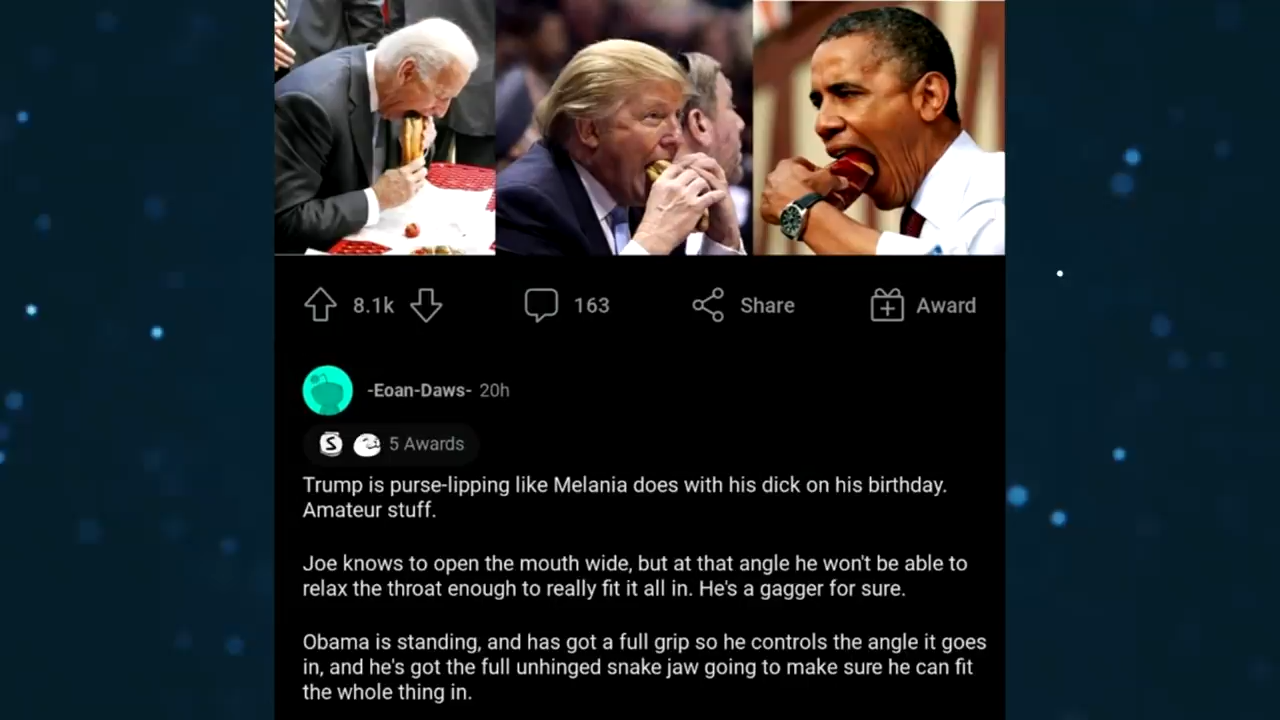 8.1k
163
Share
Award
-Eoan-Daws- 20h
5 Awards
Trump is purse-lipping like Melania does with his dick on his birthday.
Amateur stuff.
Joe knows to open the mouth wide, but at that angle he won't be able to
relax the throat enough to really fit it all in. He's a gagger for sure.
Obama is standing, and has got a full grip so he controls the angle it goes
in, and he's got the full unhinged snake jaw going to make sure he can fit
the whole thing in.